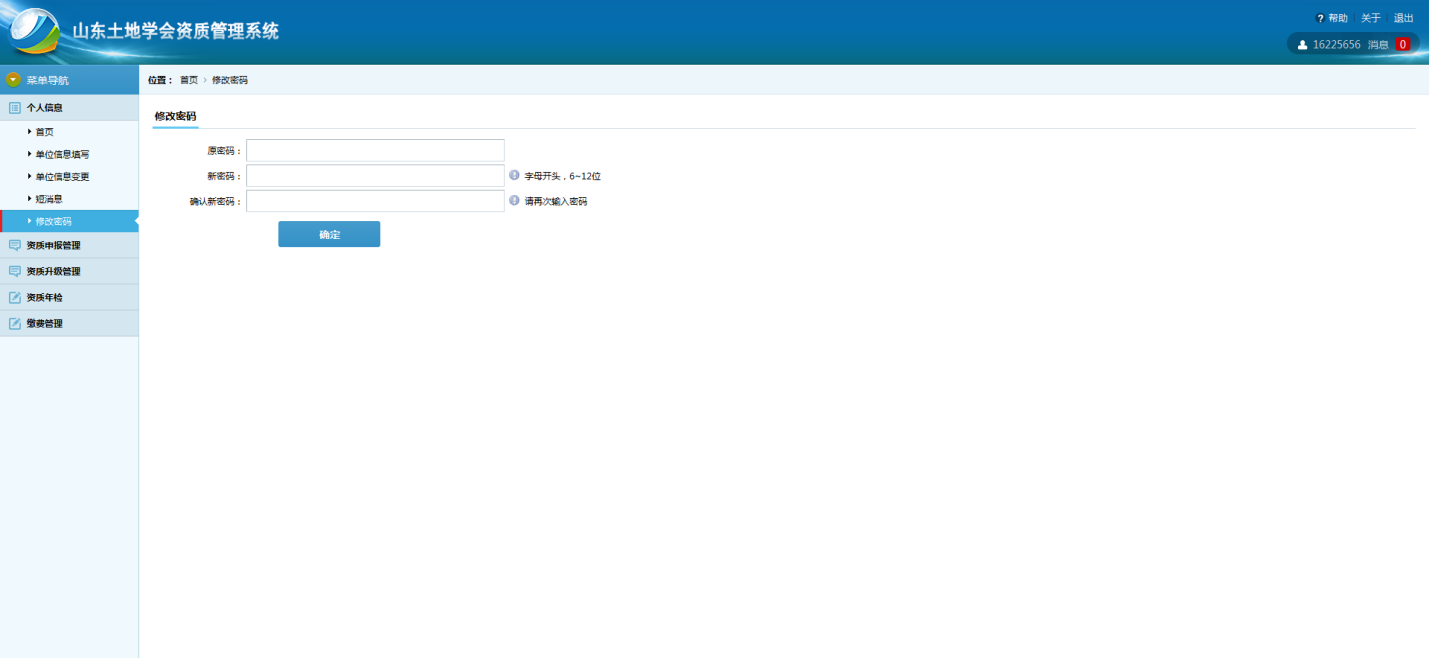 山东土地学会资质管理系统
帮助 关于 退出
16225656 消息 0
菜单导航
位置： 首页 › 修改密码
个人信息
首页
单位信息填写
单位信息变更
短消息
修改密码
资质申报管理
资质升级管理
资质年检
缴费管理
修改密码
原密码：
新密码： 字母开头，6~12位
确认新密码： 请再次输入密码
确定